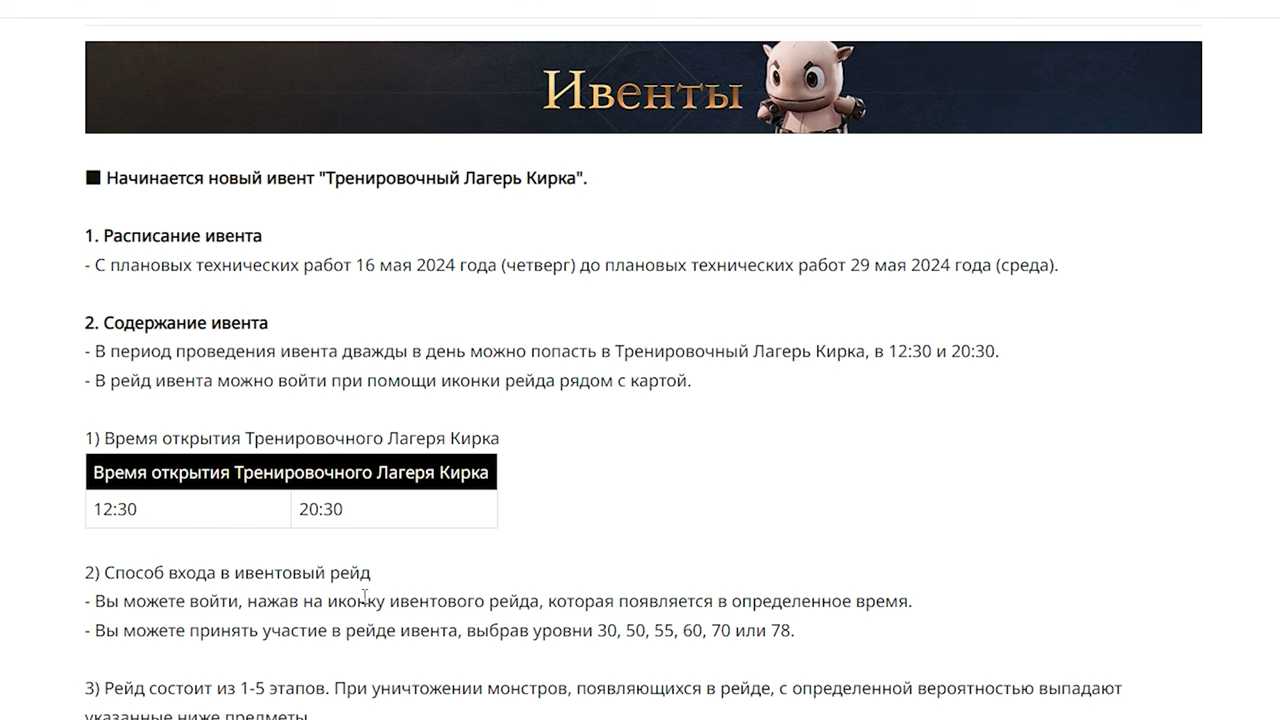 Ивенты
■ Начинается новый ивент "Тренировочный Лагерь Кирка".
1. Расписание ивента
- С плановых технических работ 16 мая 2024 года (четверг) до плановых технических работ 29 мая 2024 года (среда).
2. Содержание ивента
- В период проведения ивента дважды в день можно попасть в Тренировочный Лагерь Кирка, в 12:30 и 20:30.
- В рейд ивента можно войти при помощи иконки рейда рядом с картой.
1) Время открытия Тренировочного Лагеря Кирка
Время открытия Тренировочного Лагеря Кирка
12:30 20:30
2) Способ входа в ивентовый рейд
- Вы можете войти, нажав на иконку ивентового рейда, которая появляется в определенное время.
- Вы можете принять участие в рейде ивента, выбрав уровни 30, 50, 55, 60, 70 или 78.
3) Рейд состоит из 1-5 этапов. При уничтожении монстров, появляющихся в рейде, с определенной вероятностью выпадают
указанные ниже предметы.